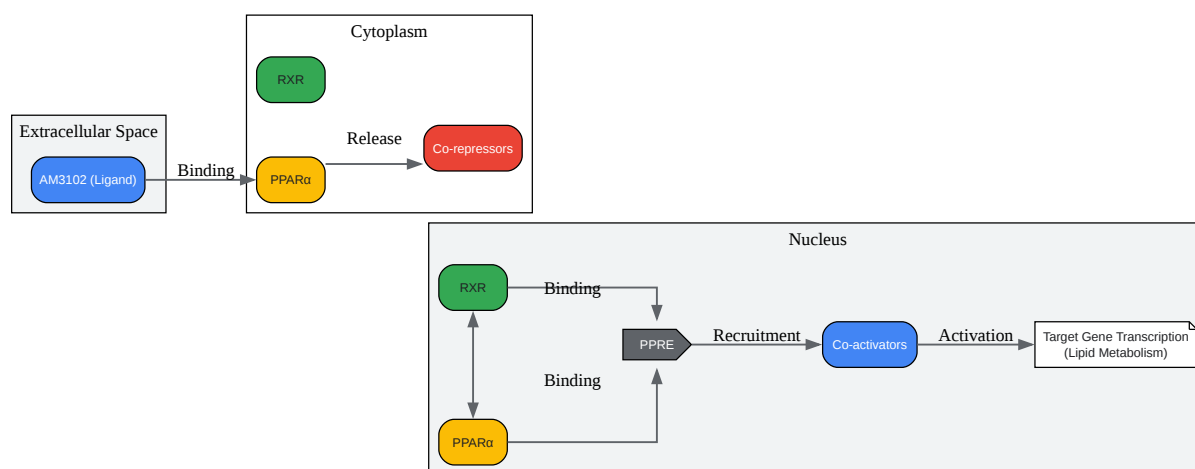 Cytoplasm
RXR
Extracellular Space
Release
Co-repressors
AM3102 (Ligand)
Binding
PPARα
Nucleus
RXR
Binding
PPRE
Recruitment
Co-activators
Activation
Target Gene Transcription
(Lipid Metabolism)
Binding
PPARα